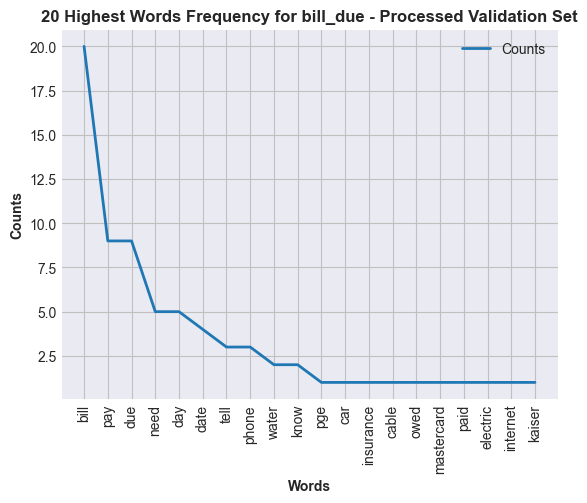 20 Highest Words Frequency for bill_due - Processed Validation Set
Counts
20.0
17.5
15.0
12.5
10.0
7.5
5.0
2.5
Counts
bill
pay
due
need
day
date
tell
phone
water
know
pge
car
insurance
cable
owed
mastercard
paid
electric
internet
kaiser
Words